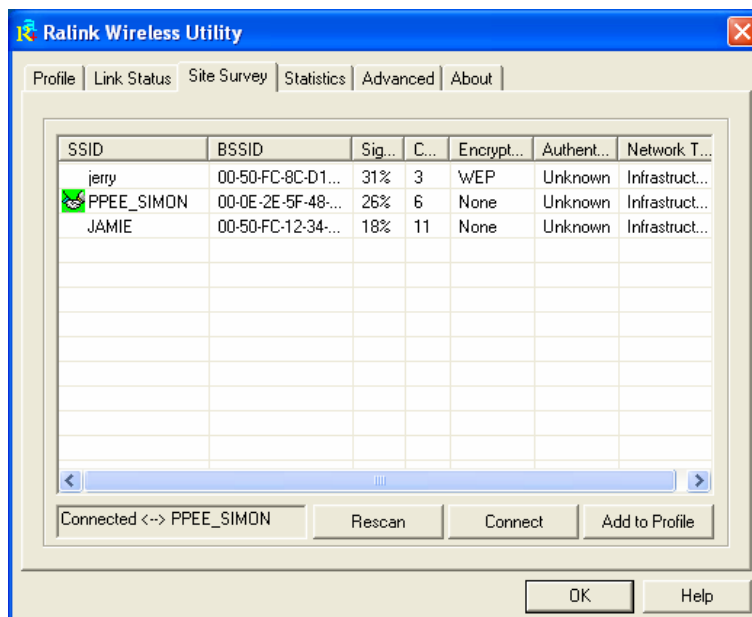 Ralink Wireless Utility
Profile Link Status Site Survey Statistics Advanced About
SSID BSSID Sig... C... Encrypt... Authent... Network T...
jerry 00-50-FC-8C-D1... 31% 3 WEP Unknown Infrastruct...
PPEE_SIMON 00-0E-2E-5F-48-... 26% 6 None Unknown Infrastruct...
JAMIE 00-50-FC-12-34-... 18% 11 None Unknown Infrastruct...
Connected <--> PPEE_SIMON Rescan Connect Add to Profile
OK Help